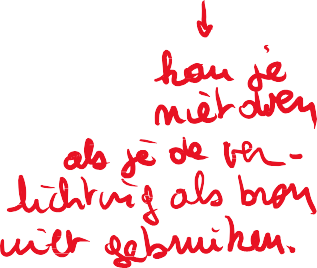 kan je
niet doen
als je de ver-
lichting als bron
niet gebruiken.